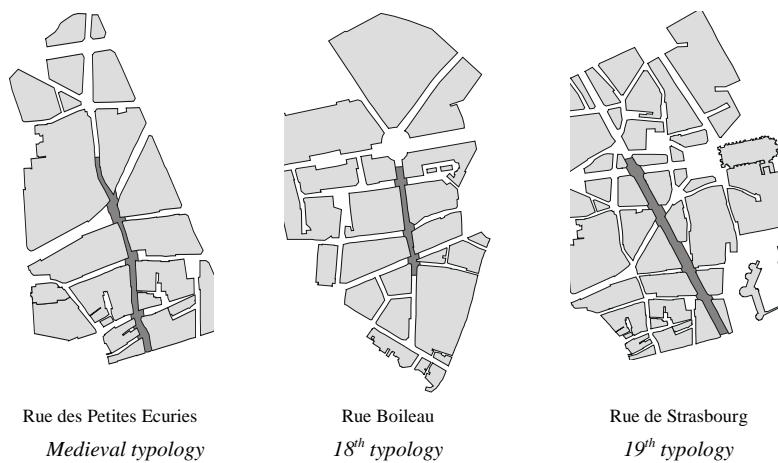 Rue des Petites Ecuries
Medieval typology
Rue Boileau
18th typology
Rue de Strasbourg
19th typology